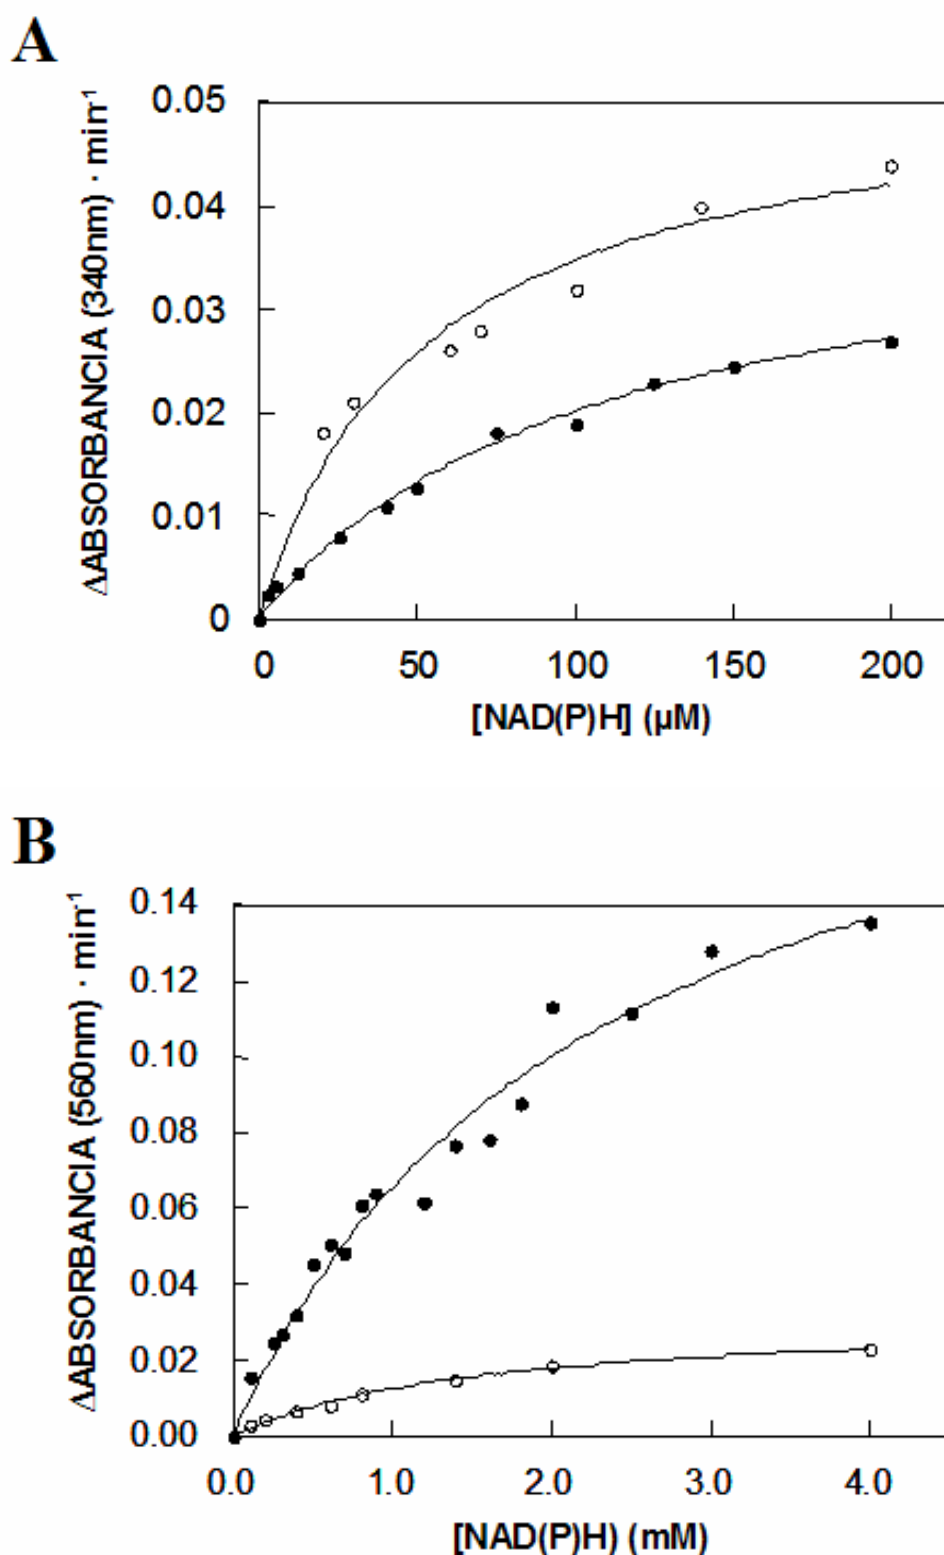 A
ΔABSORBANCIA (340nm) · min⁻¹
0.05
0.04
0.03
0.02
0.01
0
0 50 100 150 200
[NAD(P)H] (µM)
B
ΔABSORBANCIA (560nm) · min⁻¹
0.14
0.12
0.10
0.08
0.06
0.04
0.02
0.00
0.0 1.0 2.0 3.0 4.0
[NAD(P)H) (mM)